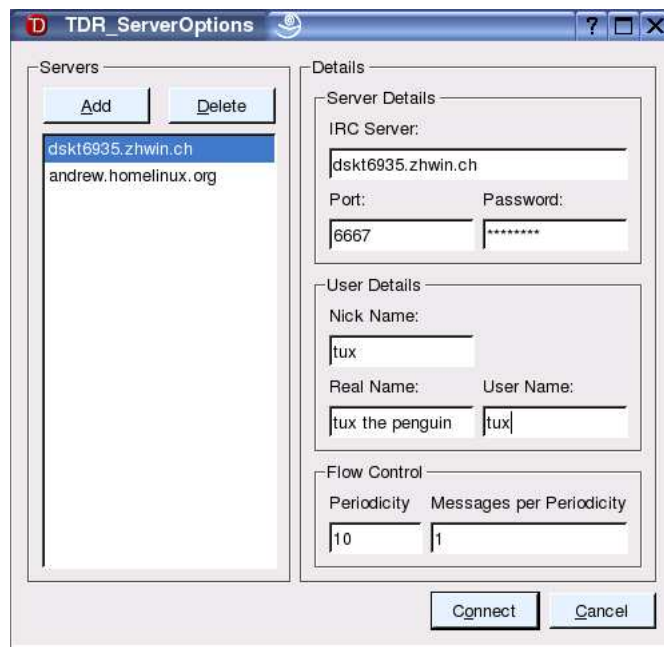 TDR_ServerOptions
Servers
Add Delete
dskt6935.zhwin.ch
andrew.homelinux.org
Details
Server Details
IRC Server:
dskt6935.zhwin.ch
Port: Password:
6667 ********
User Details
Nick Name:
tux
Real Name: User Name:
tux the penguin tux
Flow Control
Periodicity Messages per Periodicity
10 1
Connect Cancel